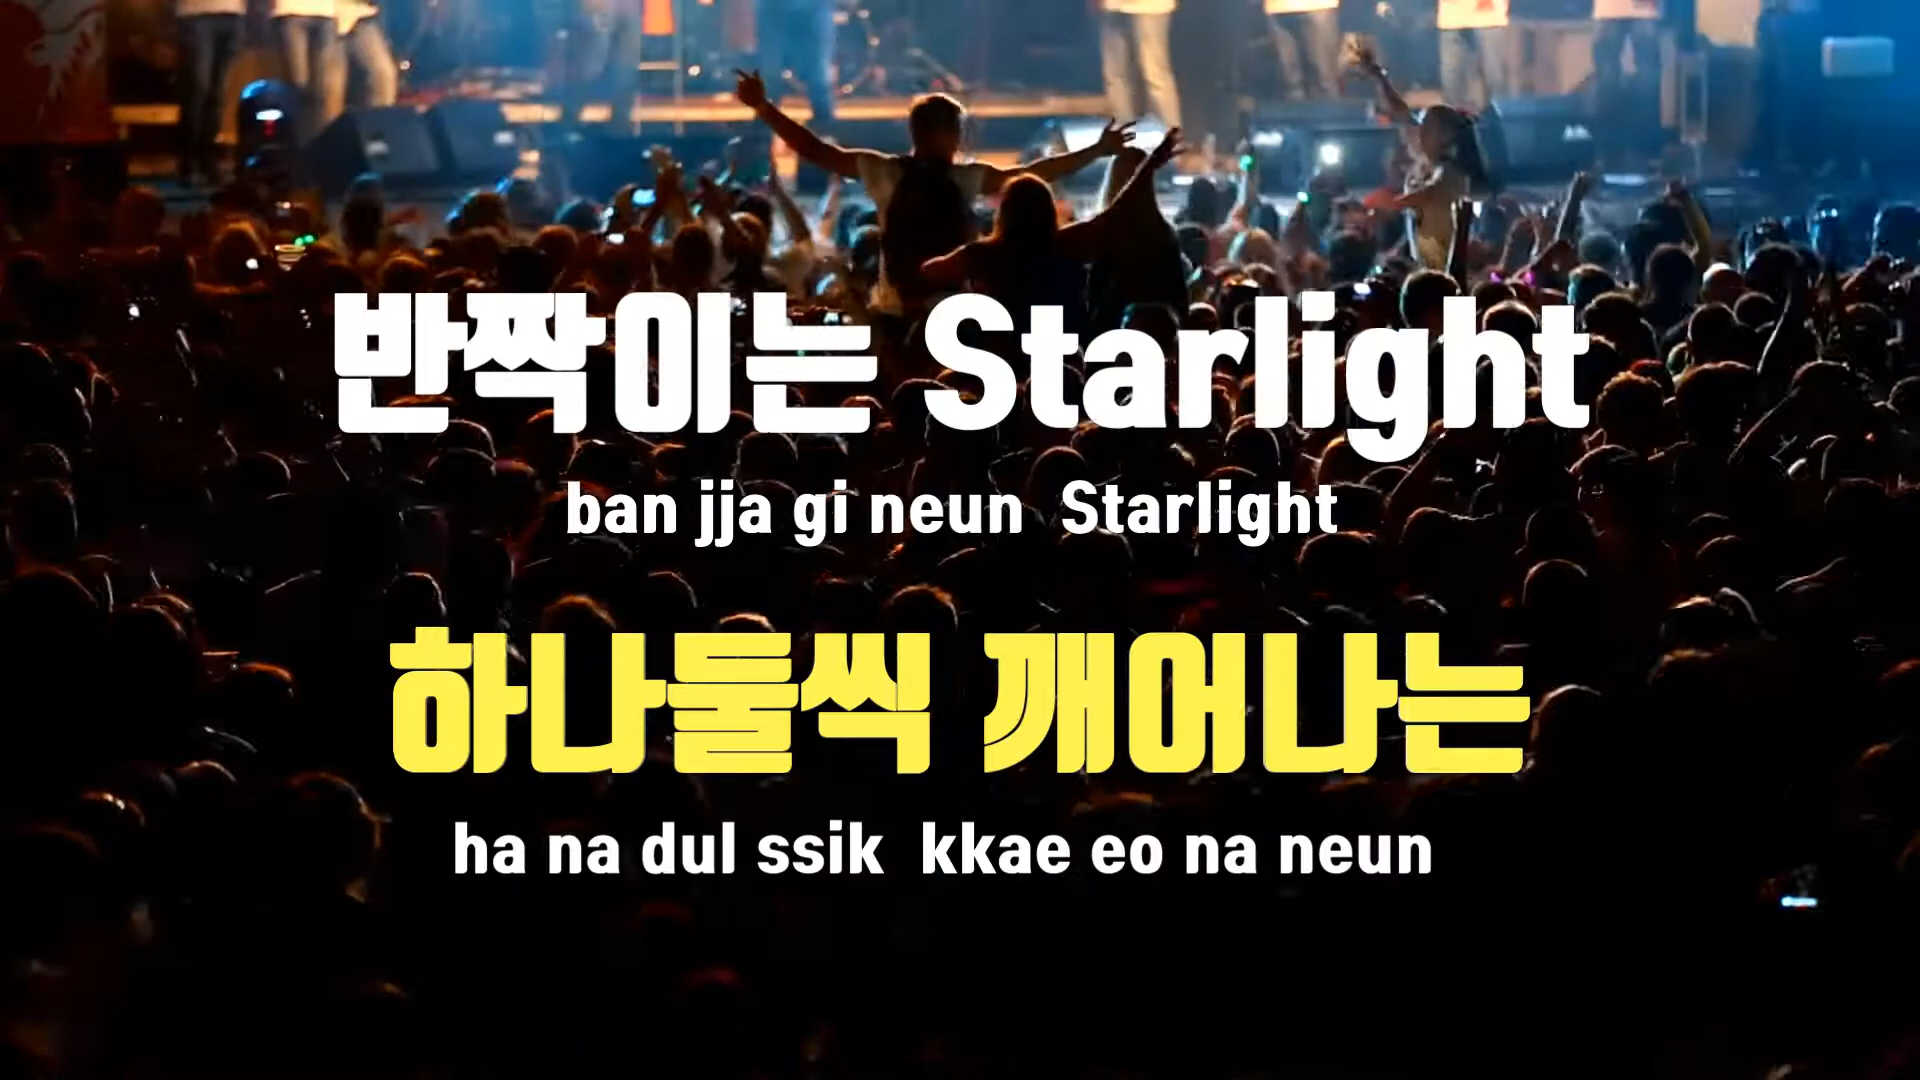 반짝이는 Starlight
ban jja gi neun Starlight
하나둘씩 깨어나는
ha na dul ssik kkae eo na neun